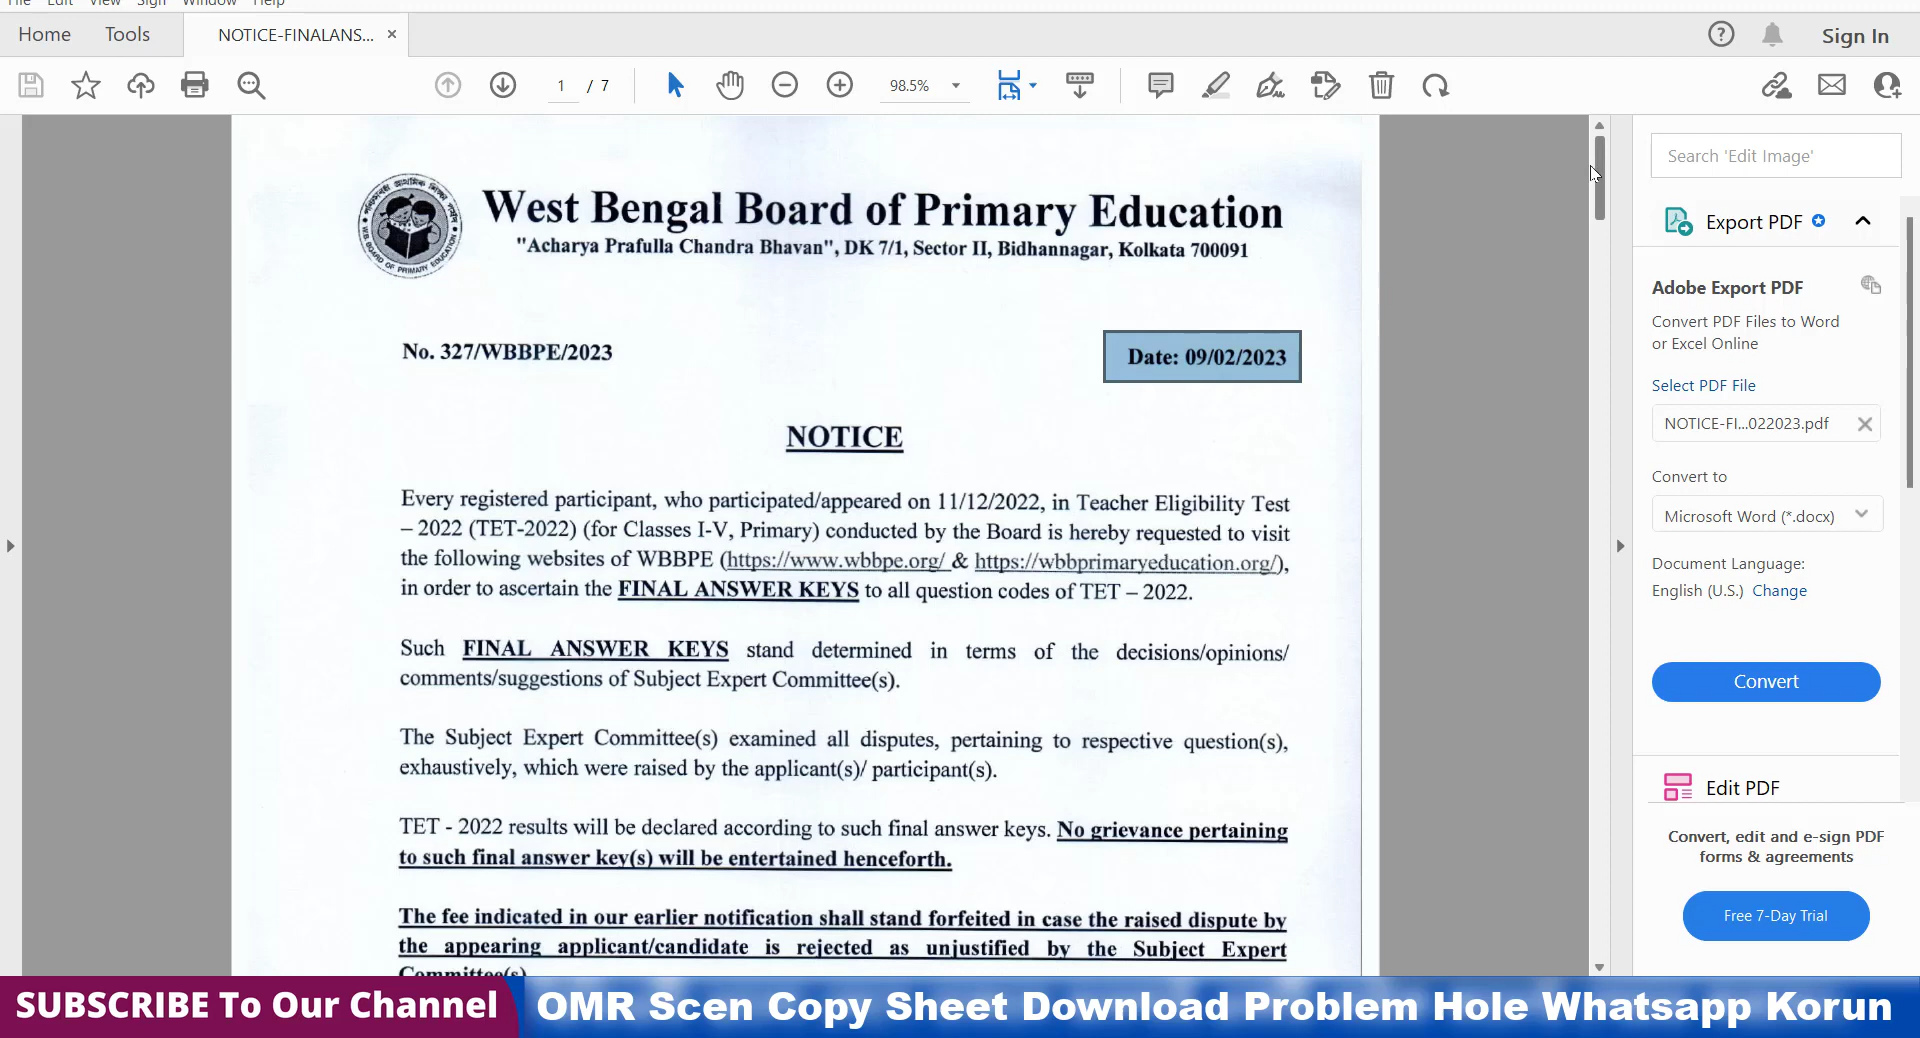 File Edit View Sign Window Help
Home Tools NOTICE-FINALANS... × Sign In
1 / 7 98.5%
Search 'Edit Image'
West Bengal Board of Primary Education
"Acharya Prafulla Chandra Bhavan", DK 7/1, Sector II, Bidhannagar, Kolkata 700091
WB BOARD OF PRIMARY EDUCATION
No. 327/WBBPE/2023
Date: 09/02/2023
NOTICE
Every registered participant, who participated/appeared on 11/12/2022, in Teacher Eligibility Test
– 2022 (TET-2022) (for Classes I-V, Primary) conducted by the Board is hereby requested to visit
the following websites of WBBPE (https://www.wbbpe.org/ & https://wbbprimaryeducation.org/),
in order to ascertain the FINAL ANSWER KEYS to all question codes of TET – 2022.
Such FINAL ANSWER KEYS stand determined in terms of the decisions/opinions/
comments/suggestions of Subject Expert Committee(s).
The Subject Expert Committee(s) examined all disputes, pertaining to respective question(s),
exhaustively, which were raised by the applicant(s)/ participant(s).
TET - 2022 results will be declared according to such final answer keys. No grievance pertaining
to such final answer key(s) will be entertained henceforth.
The fee indicated in our earlier notification shall stand forfeited in case the raised dispute by
the appearing applicant/candidate is rejected as unjustified by the Subject Expert
Committee(s)
Export PDF
Adobe Export PDF
Convert PDF Files to Word
or Excel Online
Select PDF File
NOTICE-FI...022023.pdf
Convert to
Microsoft Word (*.docx)
Document Language:
English (U.S.) Change
Convert
Edit PDF
Convert, edit and e-sign PDF
forms & agreements
Free 7-Day Trial
SUBSCRIBE To Our Channel
OMR Scen Copy Sheet Download Problem Hole Whatsapp Korun